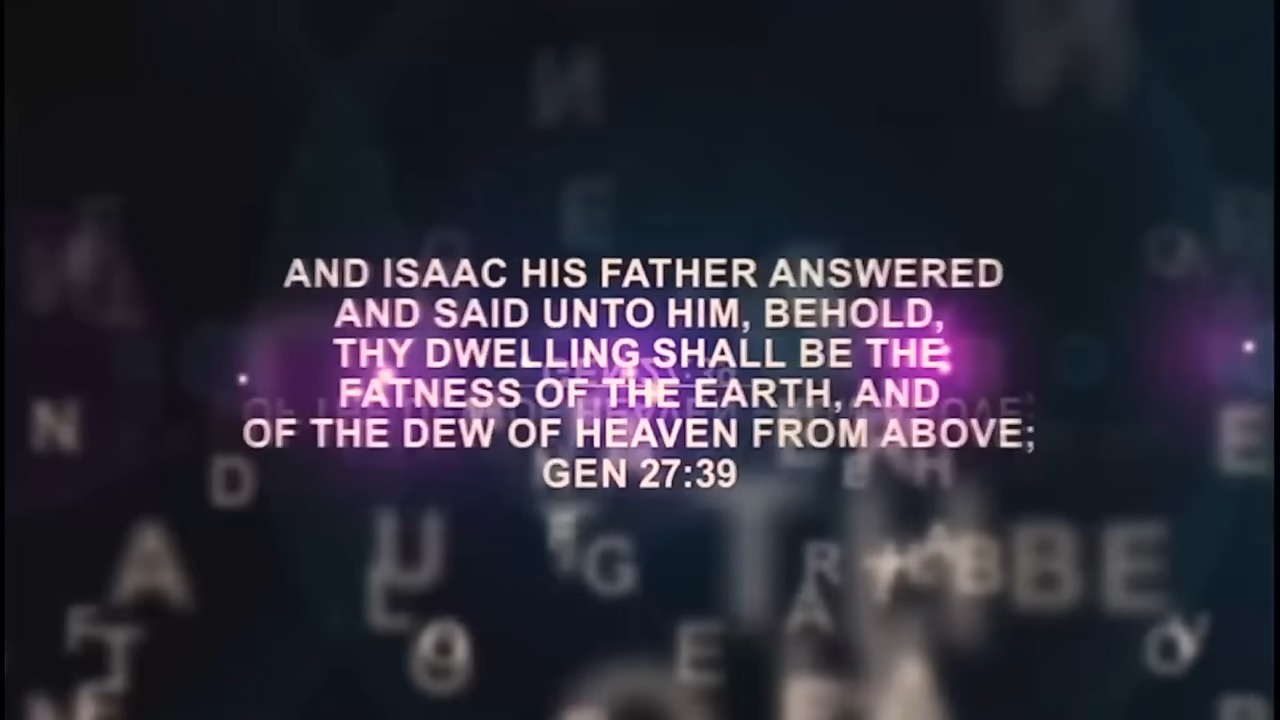 AND ISAAC HIS FATHER ANSWERED
AND SAID UNTO HIM, BEHOLD,
THY DWELLING SHALL BE THE
FATNESS OF THE EARTH, AND
OF THE DEW OF HEAVEN FROM ABOVE;
GEN 27:39